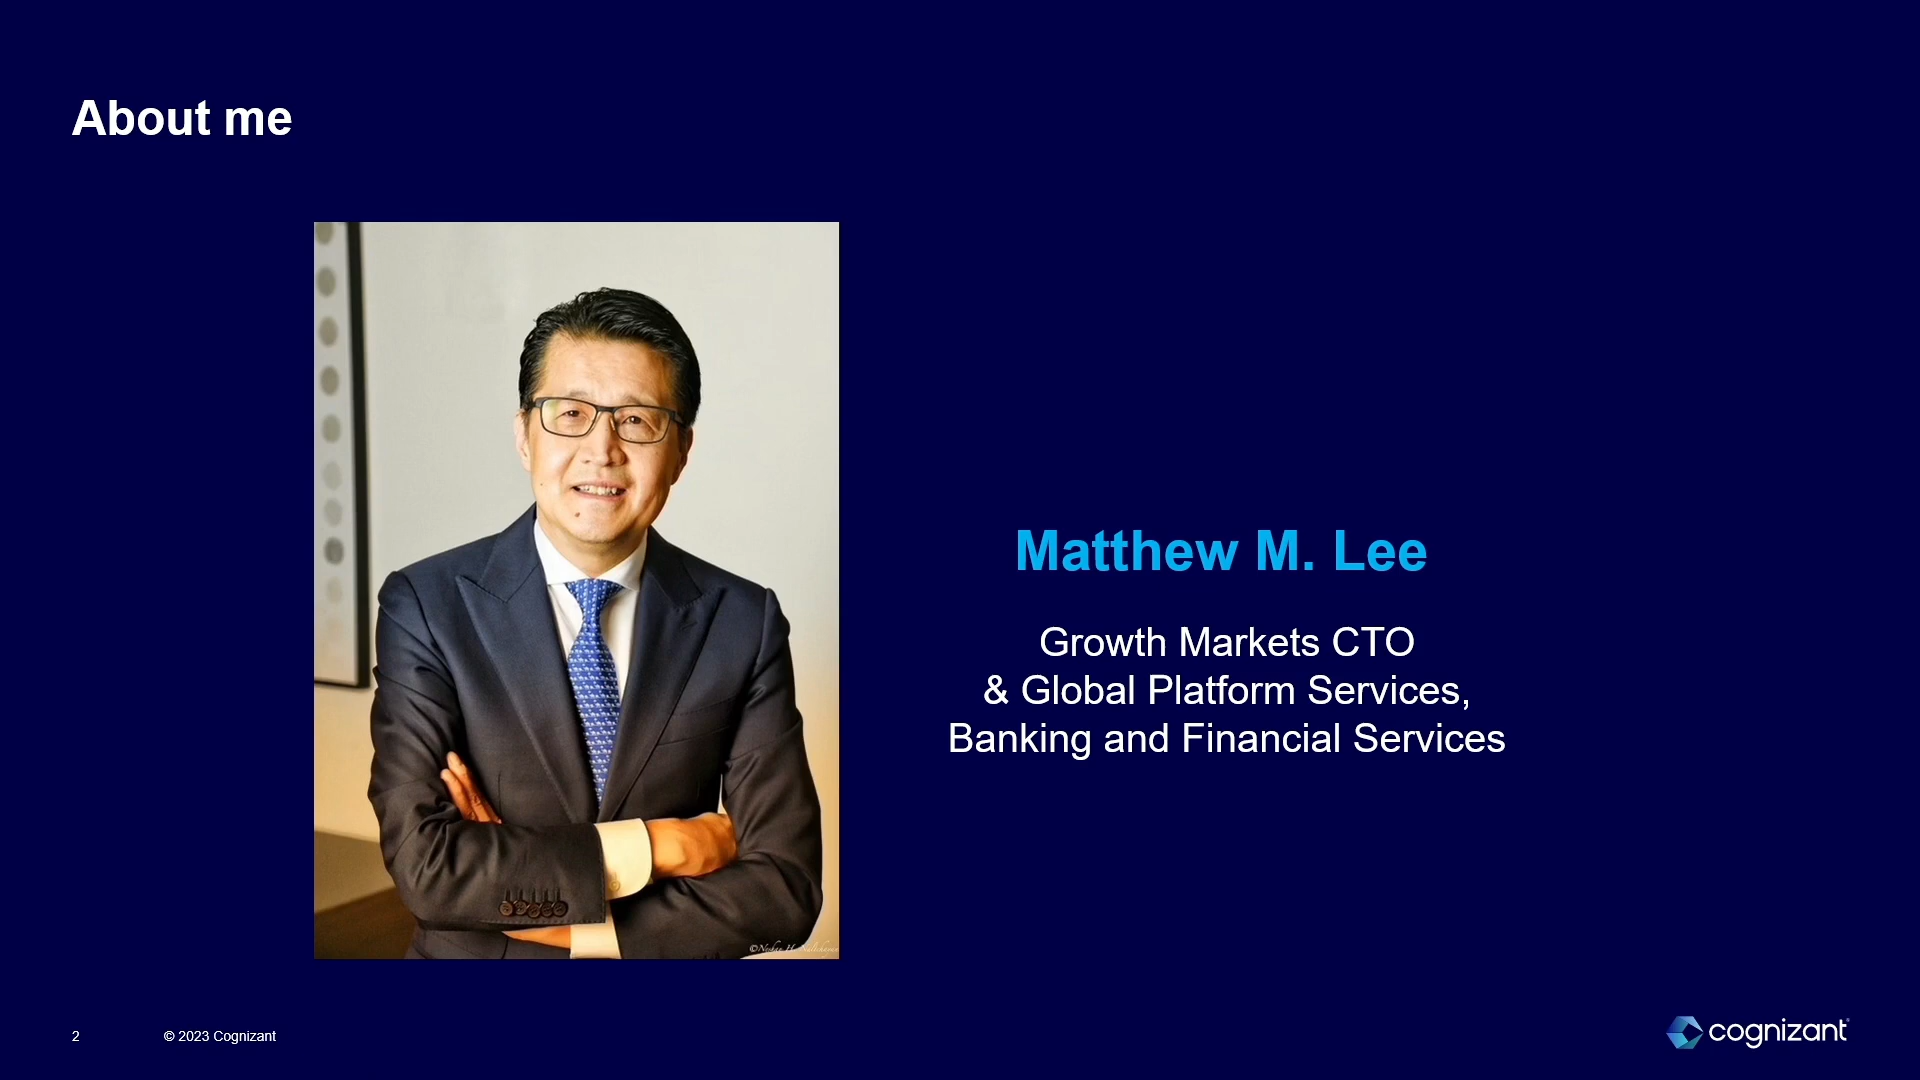 About me
Matthew M. Lee
Growth Markets CTO
& Global Platform Services,
Banking and Financial Services
2
© 2023 Cognizant
cognizant